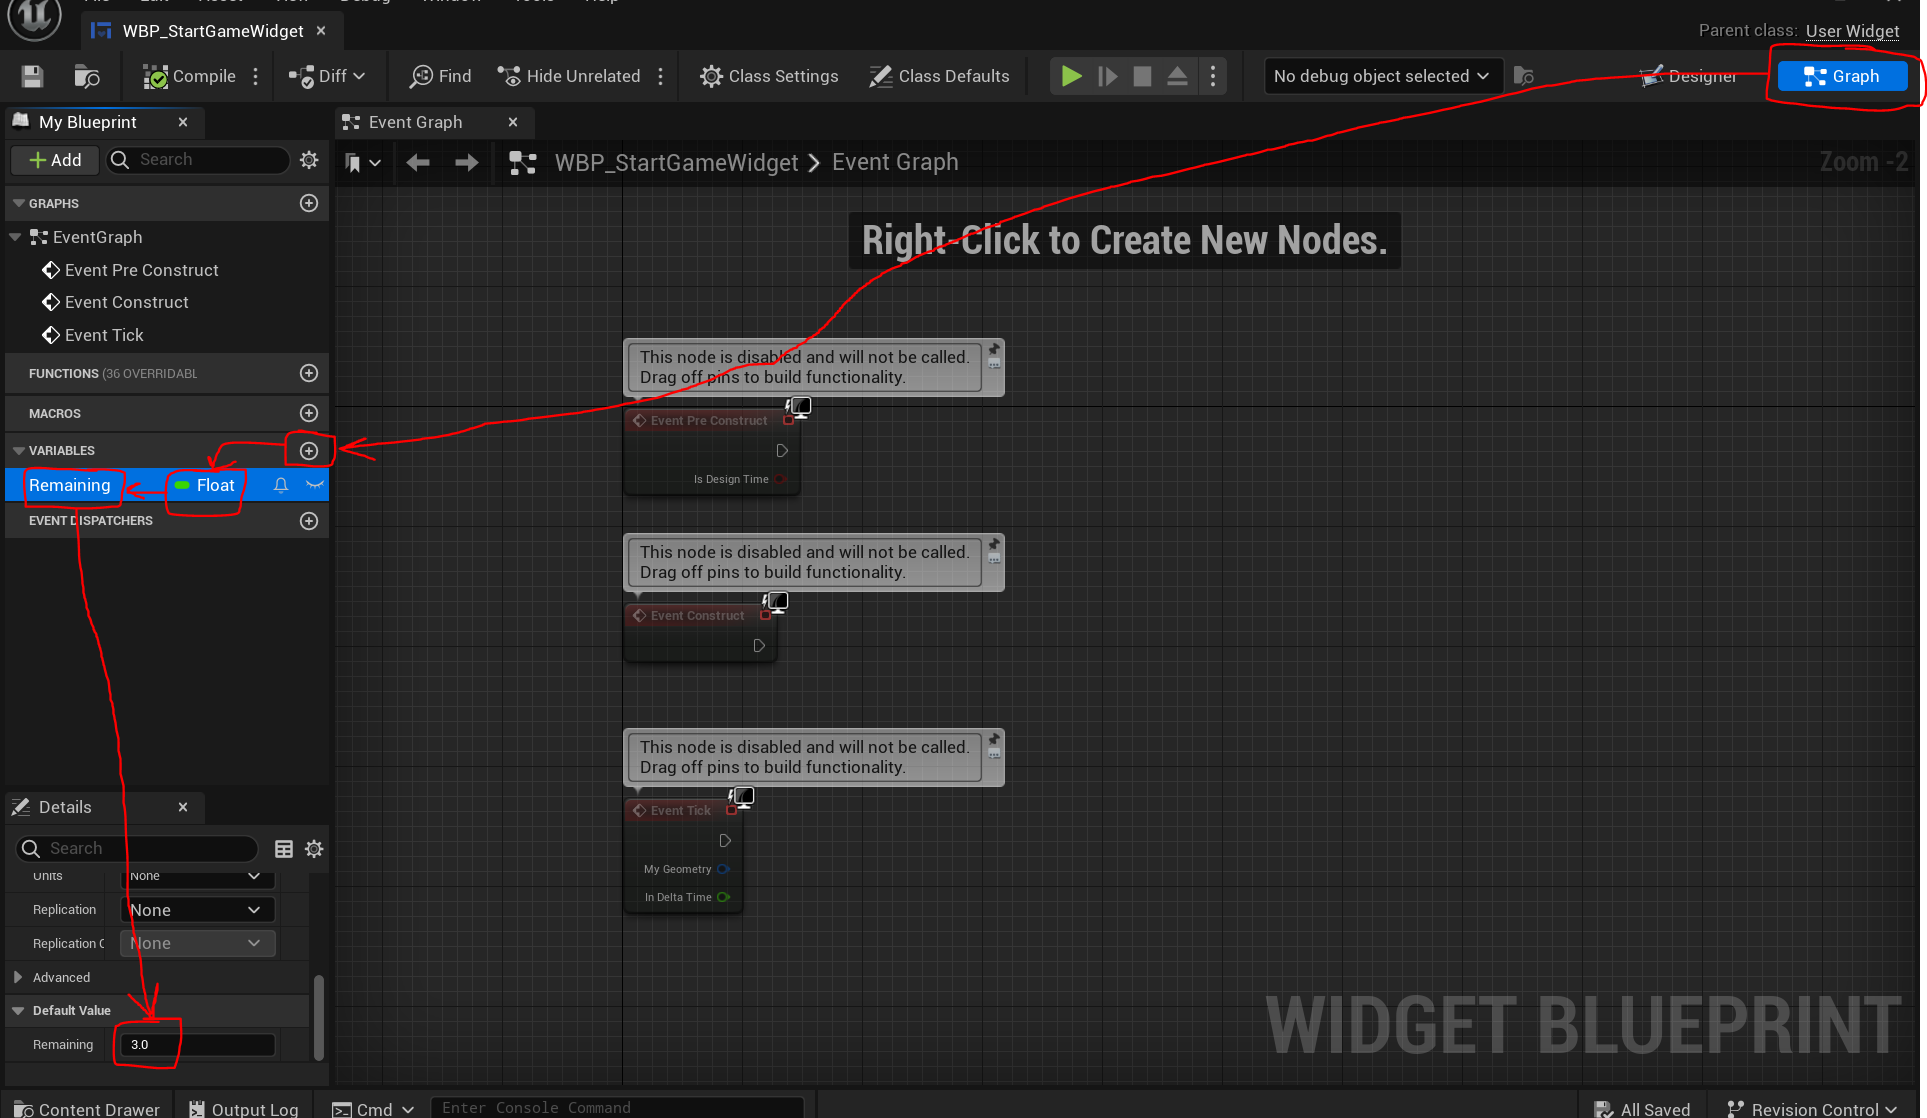 WBP_StartGameWidget
Parent class: User Widget
Compile
Diff
Find
Hide Unrelated
Class Settings
Class Defaults
No debug object selected
Designer
Graph
My Blueprint
Event Graph
Add
Search
WBP_StartGameWidget > Event Graph
Zoom -2
GRAPHS
EventGraph
Event Pre Construct
Event Construct
Event Tick
FUNCTIONS (36 OVERRIDABL
MACROS
VARIABLES
Remaining Float
EVENT DISPATCHERS
Right-Click to Create New Nodes.
This node is disabled and will not be called.
Drag off pins to build functionality.
Event Pre Construct
Is Design Time
This node is disabled and will not be called.
Drag off pins to build functionality.
Event Construct
This node is disabled and will not be called.
Drag off pins to build functionality.
Event Tick
My Geometry
In Delta Time
WIDGET BLUEPRINT
Details
Search
Units None
Replication None
Replication C None
Advanced
Default Value
Remaining 3.0
Content Drawer
Output Log
Cmd
Enter Console Command
All Saved
Revision Control